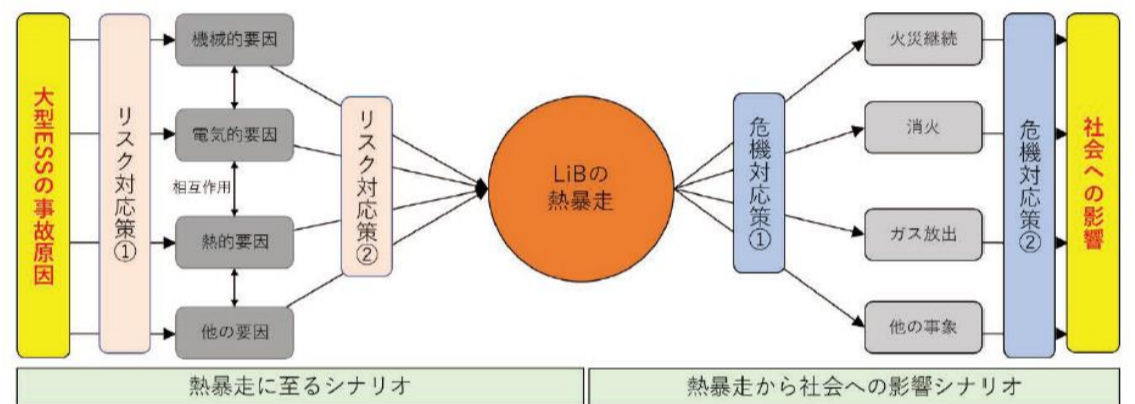 大型ESSの事故原因
リスク対応策①
機械的要因
電気的要因
相互作用
熱的要因
他の要因
リスク対応策②
LiBの
熱暴走
危機対応策①
火災継続
消火
ガス放出
他の事象
危機対応策②
社会への影響
熱暴走に至るシナリオ
熱暴走から社会への影響シナリオ